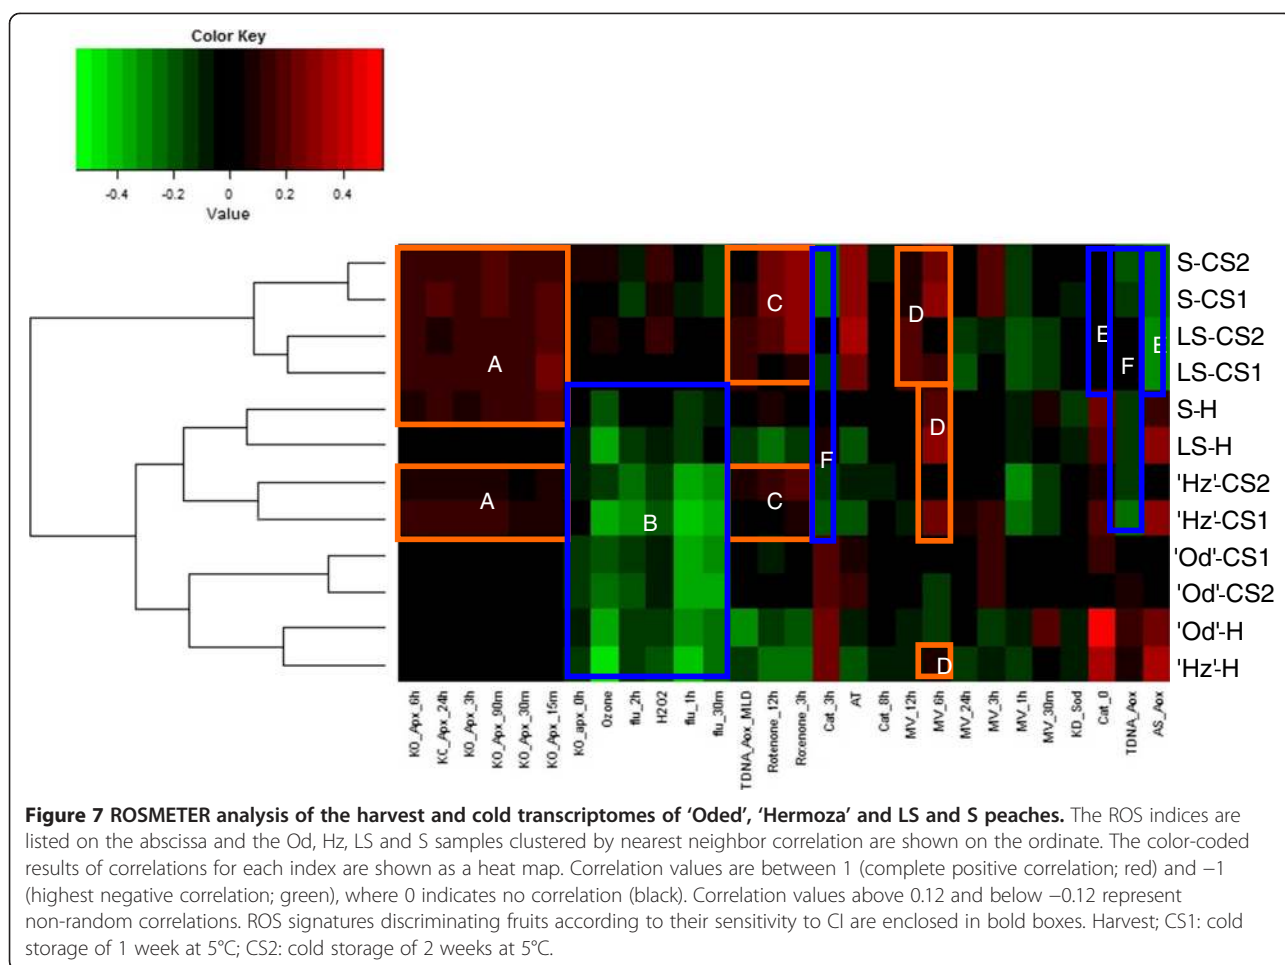 Color Key
-0.4 -0.2 0 0.2 0.4
Value
S-CS2
S-CS1
LS-CS2
LS-CS1
S-H
LS-H
'Hz'-CS2
'Hz'-CS1
'Od'-CS1
'Od'-CS2
'Od'-H
'Hz'-H
A
A
B
C
C
F
D
D
D
E
F
E
KO_Apx_6h
KC_Apx_24h
KO_Apx_3h
KO_Apx_90m
KO_Apx_30m
KO_Apx_15m
KO_apx_0h
Ozone
flu_2h
H2O2
flu_1h
flu_30m
TDNA_Aox_MLD
Rotenone_12h
Rotenone_3h
Cat_3h
AT
Cat_8h
MV_12h
MV_6h
MV_24h
MV_3h
MV_1h
MV_30m
KD_Sod
Cat_0
TDNA_Aox
AS_Aox
Figure 7 ROSMETER analysis of the harvest and cold transcriptomes of ‘Oded’, ‘Hermoza’ and LS and S peaches. The ROS indices are
listed on the abscissa and the Od, Hz, LS and S samples clustered by nearest neighbor correlation are shown on the ordinate. The color-coded
results of correlations for each index are shown as a heat map. Correlation values are between 1 (complete positive correlation; red) and −1
(highest negative correlation; green), where 0 indicates no correlation (black). Correlation values above 0.12 and below −0.12 represent
non-random correlations. ROS signatures discriminating fruits according to their sensitivity to CI are enclosed in bold boxes. Harvest; CS1: cold
storage of 1 week at 5°C; CS2: cold storage of 2 weeks at 5°C.